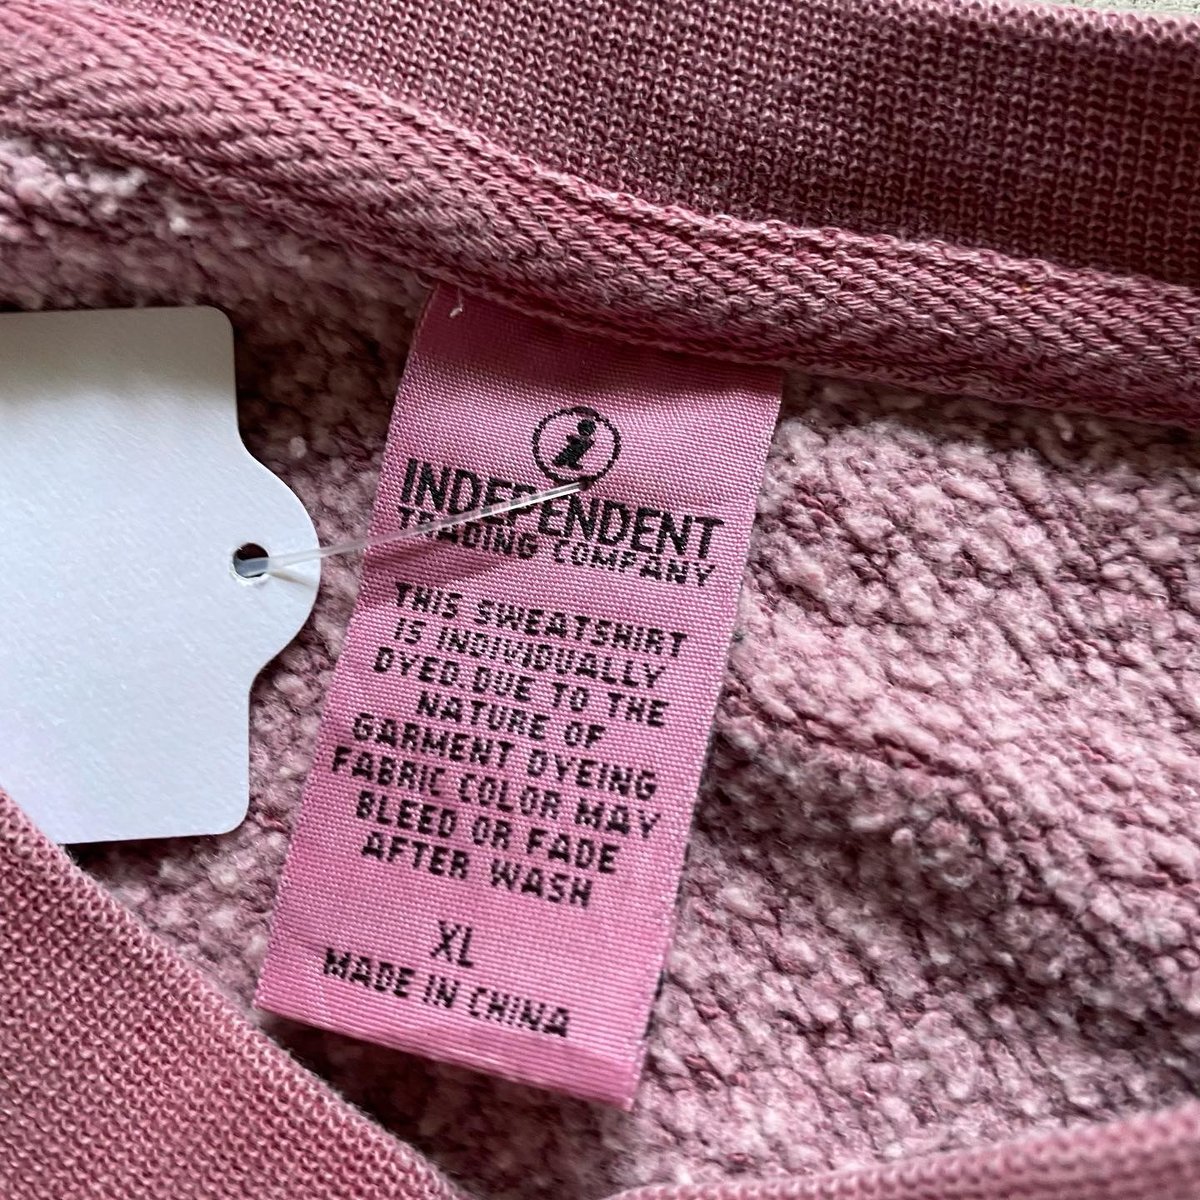 INDEPENDENT
TRADING COMPANY
THIS SWEATSHIRT
IS INDIVIDUALLY
DYED.DUE TO THE
NATURE OF
GARMENT DYEING
FABRIC COLOR MAY
BLEED OR FADE
AFTER WASH
XL
MADE IN CHINA